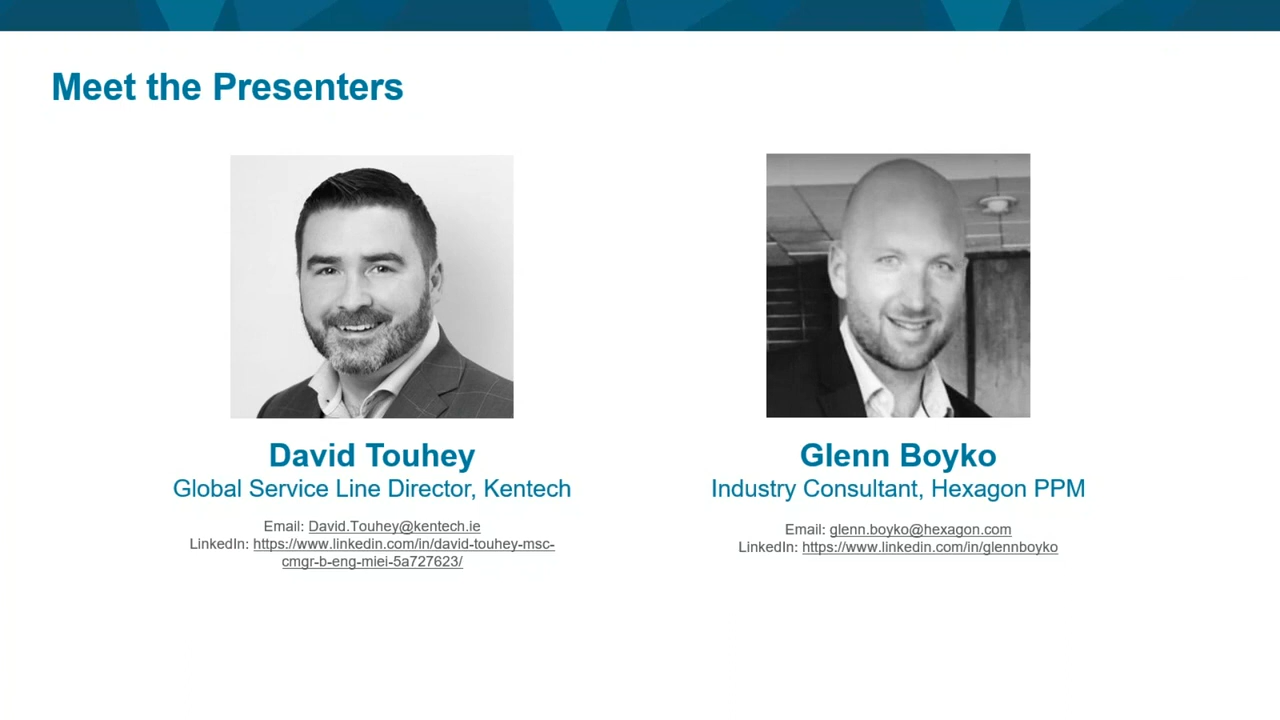 Meet the Presenters
David Touhey
Global Service Line Director, Kentech
Email: David.Touhey@kentech.ie
LinkedIn: https://www.linkedin.com/in/david-touhey-msc-
cmgr-b-eng-miei-5a727623/
Glenn Boyko
Industry Consultant, Hexagon PPM
Email: glenn.boyko@hexagon.com
LinkedIn: https://www.linkedin.com/in/glennboyko